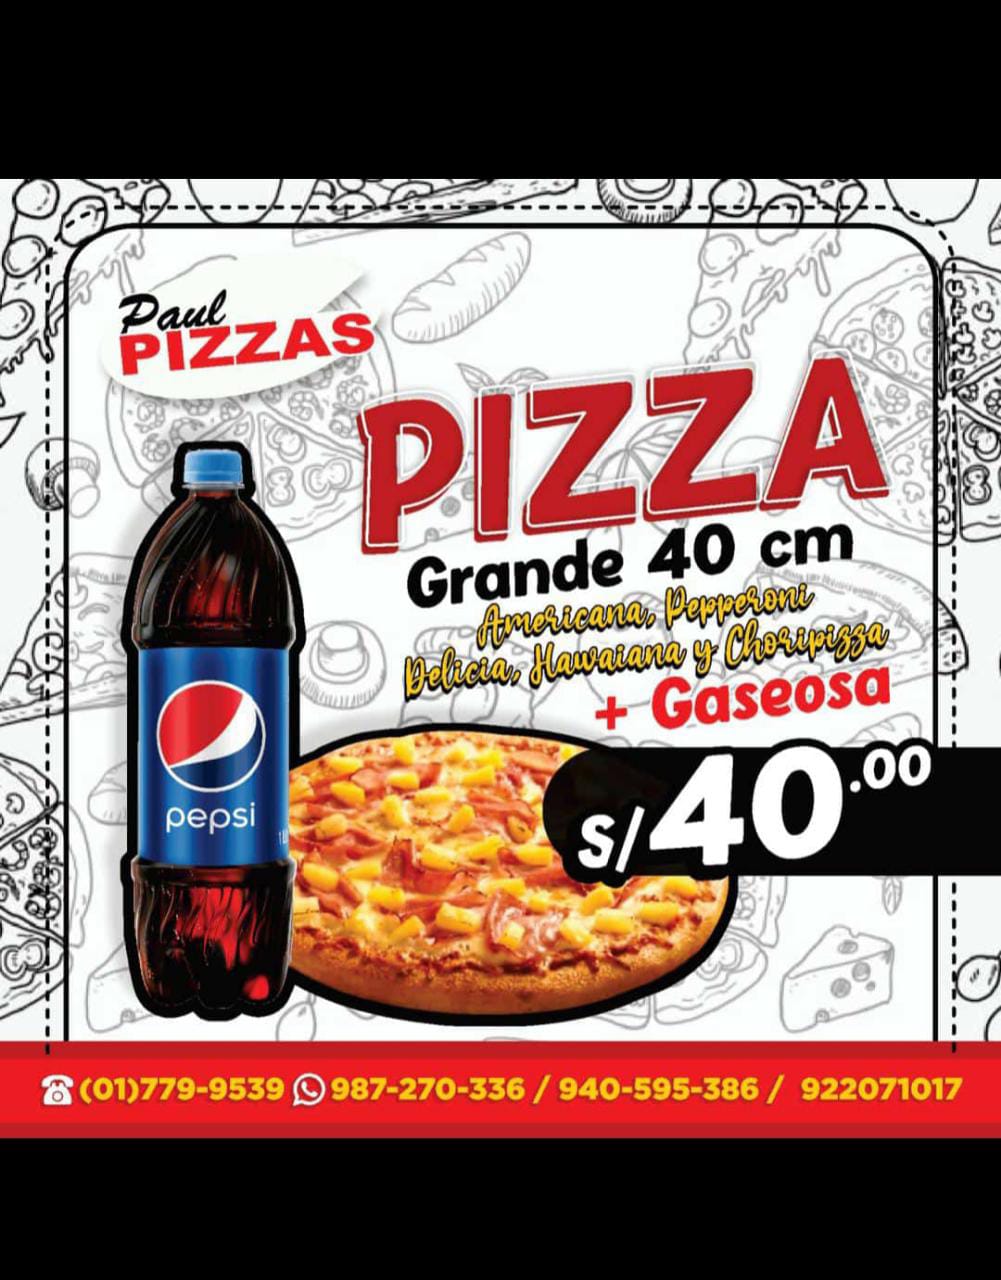 Paul
PIZZAS
PIZZA
Grande 40 cm
Americana, Pepperoni
Delicia, Hawaiana y Choripizza
+ Gaseosa
S/40.00
pepsi
(01)779-9539 987-270-336 / 940-595-386 / 922071017